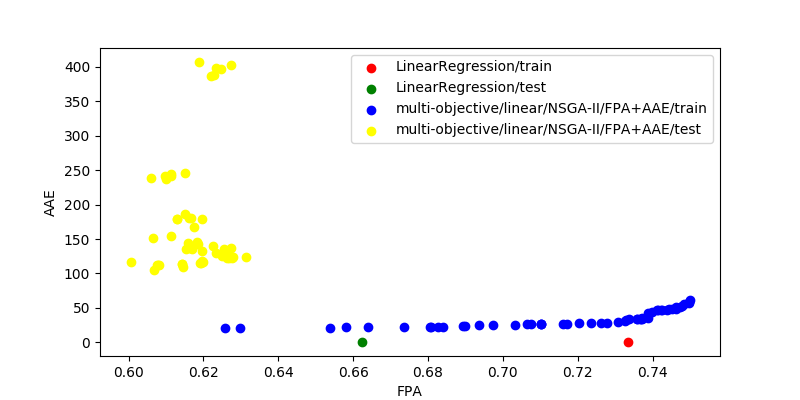 400
350
300
250
200
150
100
50
0
AAE
LinearRegression/train
LinearRegression/test
multi-objective/linear/NSGA-II/FPA+AAE/train
multi-objective/linear/NSGA-II/FPA+AAE/test
0.60 0.62 0.64 0.66 0.68 0.70 0.72 0.74
FPA